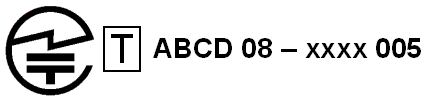 T ABCD 08 – xxxx 005